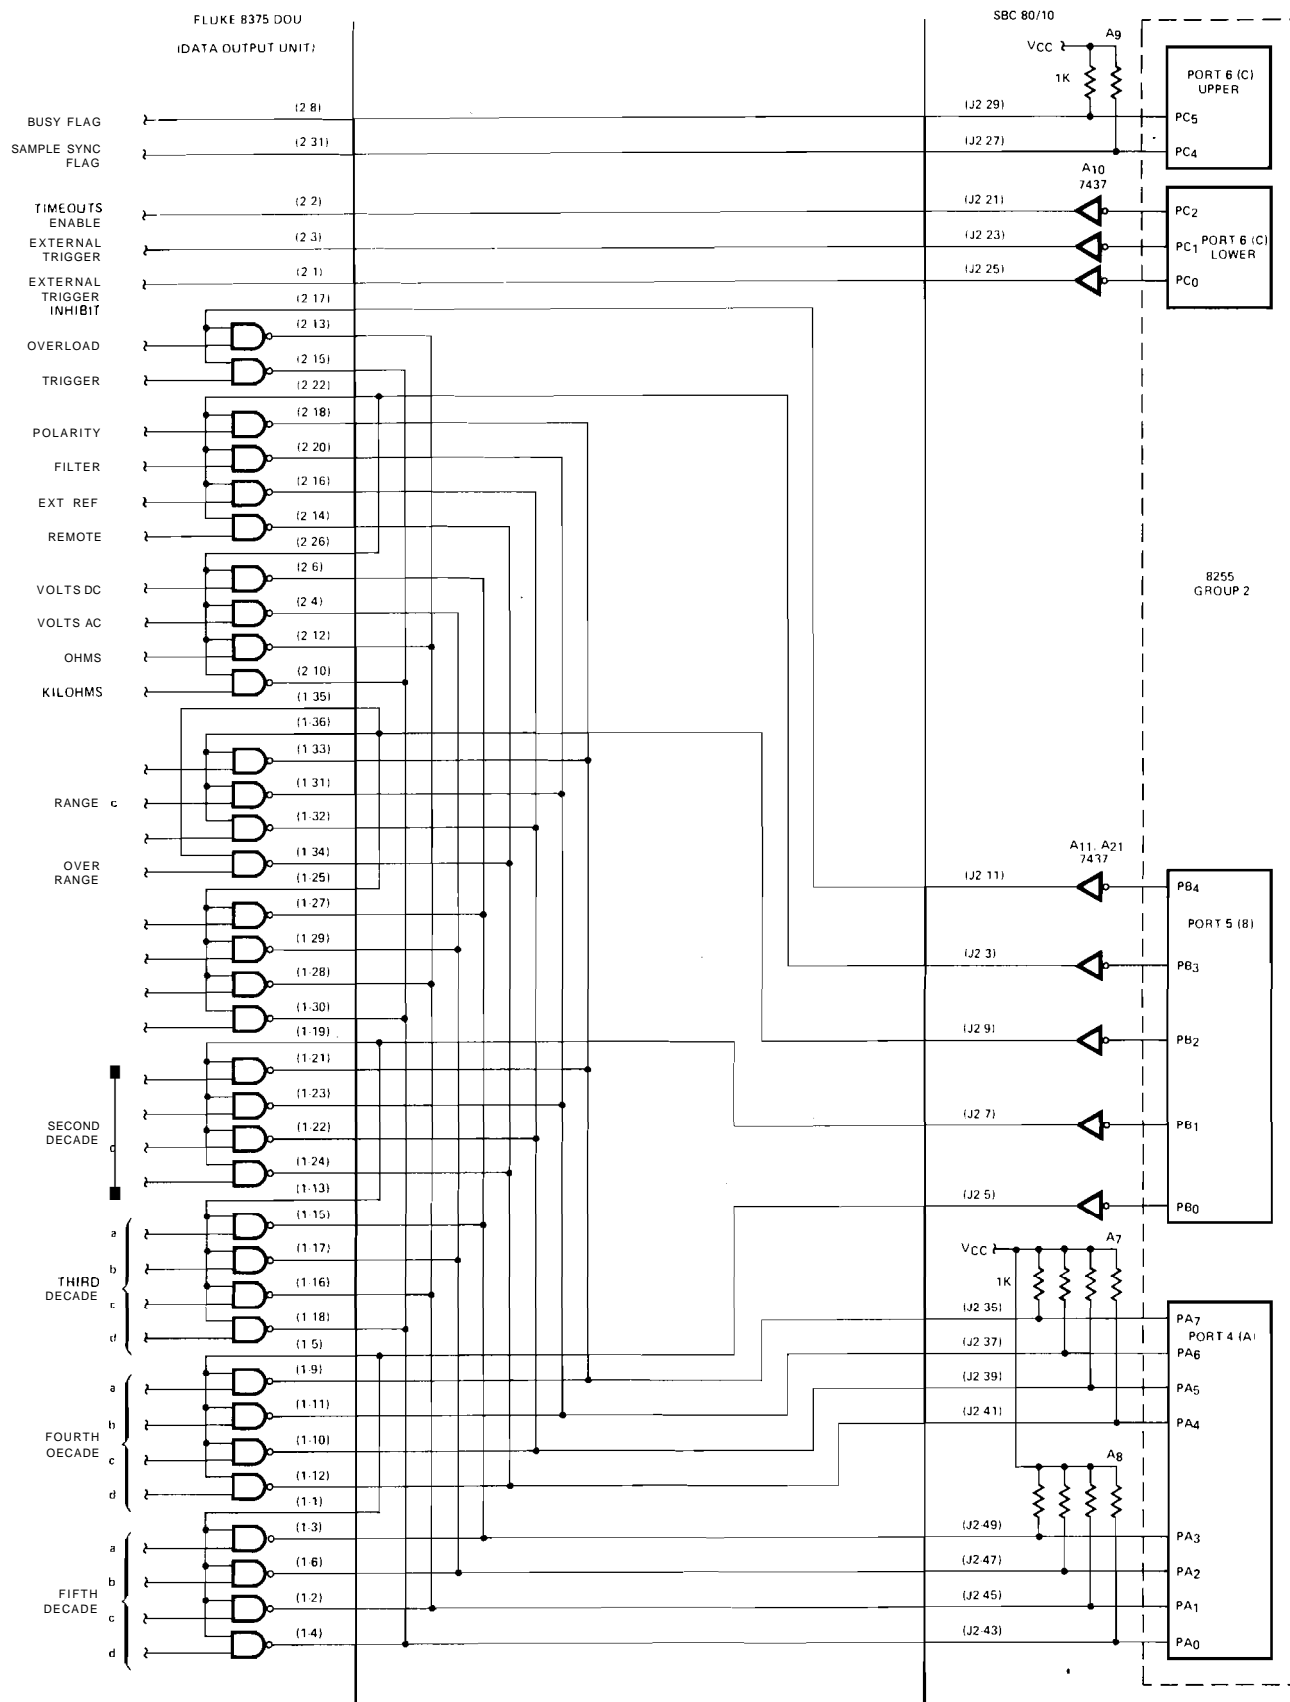 FLUKE 8375 DOU
(DATA OUTPUT UNIT)
SBC 80/10
VCC
A9
1K
PORT 6 (C)
UPPER
BUSY FLAG
(2 8)
(J2 29)
PC5
SAMPLE SYNC
FLAG
(2 31)
(J2 27)
PC4
A10
7437
TIMEOUTS
ENABLE
(2 2)
(J2 21)
PC2
EXTERNAL
TRIGGER
(2 3)
(J2 23)
PC1
PORT 6 (C)
LOWER
EXTERNAL
TRIGGER
INHIBIT
(2 1)
(J2 25)
PC0
(2 17)
OVERLOAD
(2 13)
TRIGGER
(2 15)
(2 22)
POLARITY
(2 18)
FILTER
(2 20)
EXT REF
(2 16)
REMOTE
(2 14)
(2 26)
VOLTS DC
(2 6)
8255
GROUP 2
VOLTS AC
(2 4)
OHMS
(2 12)
KILOHMS
(2 10)
(1 35)
(1-36)
(1 33)
RANGE c
(1 31)
(1-32)
OVER
RANGE
(1 34)
A11, A21
7437
(1-25)
(J2 11)
PB4
(1-27)
PORT 5 (8)
(1-29)
(J2 3)
PB3
(1-28)
(1-30)
(1-19)
(J2 9)
PB2
(1-21)
(1-23)
SECOND
DECADE
(1-22)
(J2 7)
PB1
(1-24)
(1-13)
(J2 5)
PB0
a
(1-15)
b
(1-17)
VCC
A7
THIRD
DECADE
c
(1-16)
1K
d
(1 18)
(J2 35)
PA7
PORT 4 (A)
(1 5)
(J2 37)
PA6
a
(1-9)
(J2 39)
PA5
b
(1-11)
(J2-41)
PA4
FOURTH
OECADE
c
(1-10)
d
(1-12)
A8
(1-1)
a
(1-3)
(J2-49)
PA3
b
(1-6)
(J2-47)
PA2
FIFTH
DECADE
c
(1-2)
(J2-45)
PA1
d
(1-4)
(J2-43)
PA0